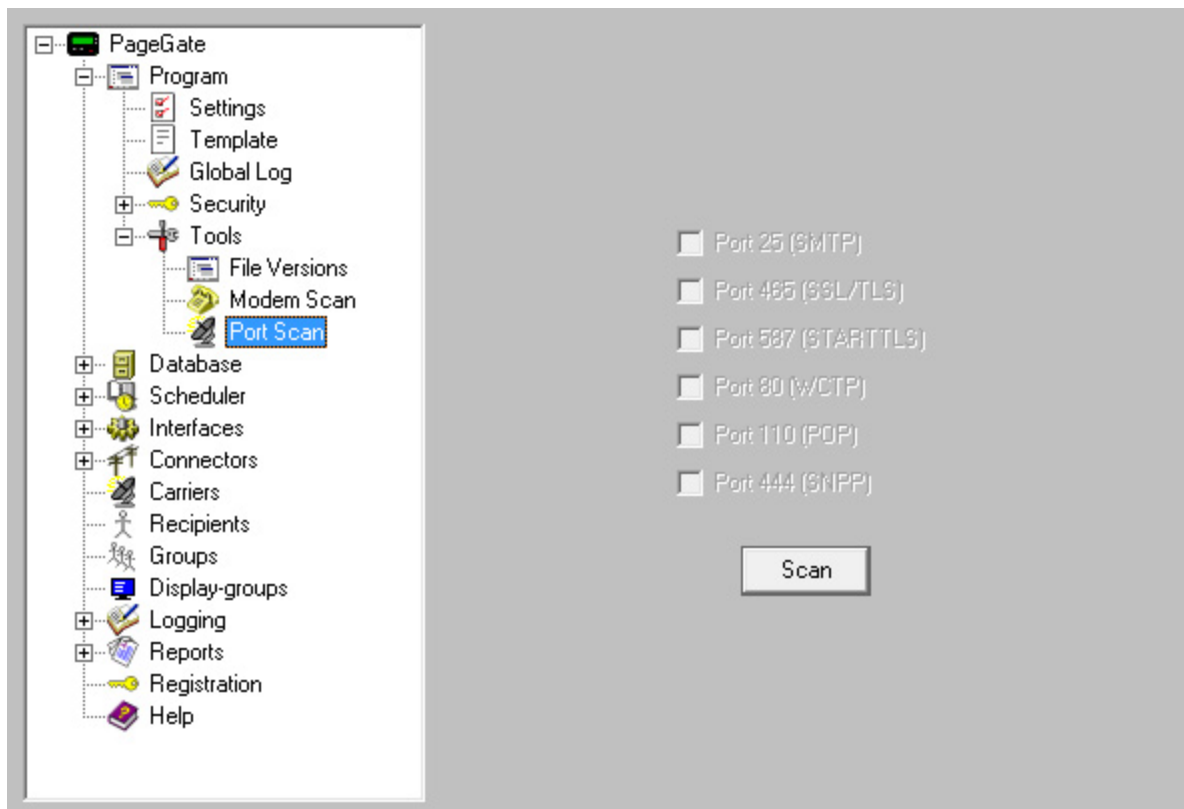 PageGate
Program
Settings
Template
Global Log
Security
Tools
File Versions
Modem Scan
Port Scan
Database
Scheduler
Interfaces
Connectors
Carriers
Recipients
Groups
Display-groups
Logging
Reports
Registration
Help
Port 25 (SMTP)
Port 465 (SSL/TLS)
Port 587 (STARTTLS)
Port 80 (WCTP)
Port 110 (POP)
Port 444 (SNPP)
Scan